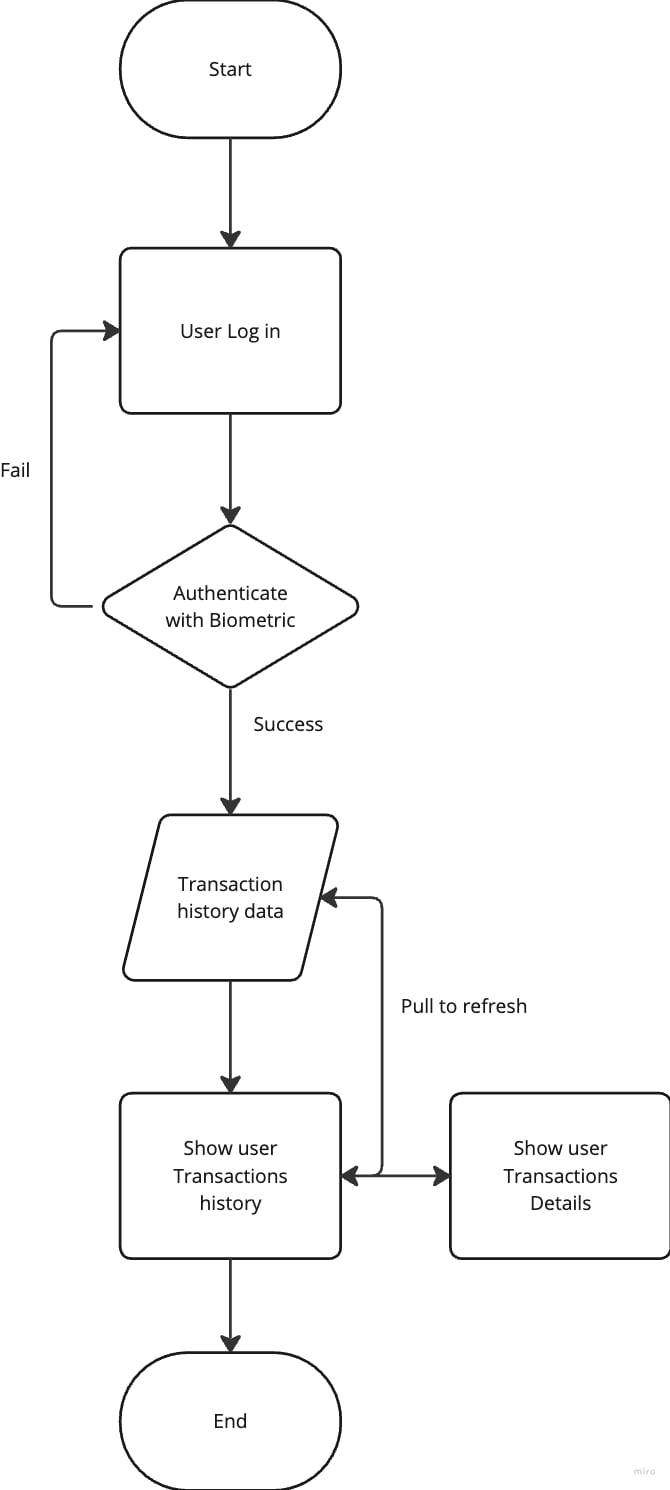 Start
User Log in
Fail
Authenticate
with Biometric
Success
Transaction
history data
Pull to refresh
Show user
Transactions
history
Show user
Transactions
Details
End
miro